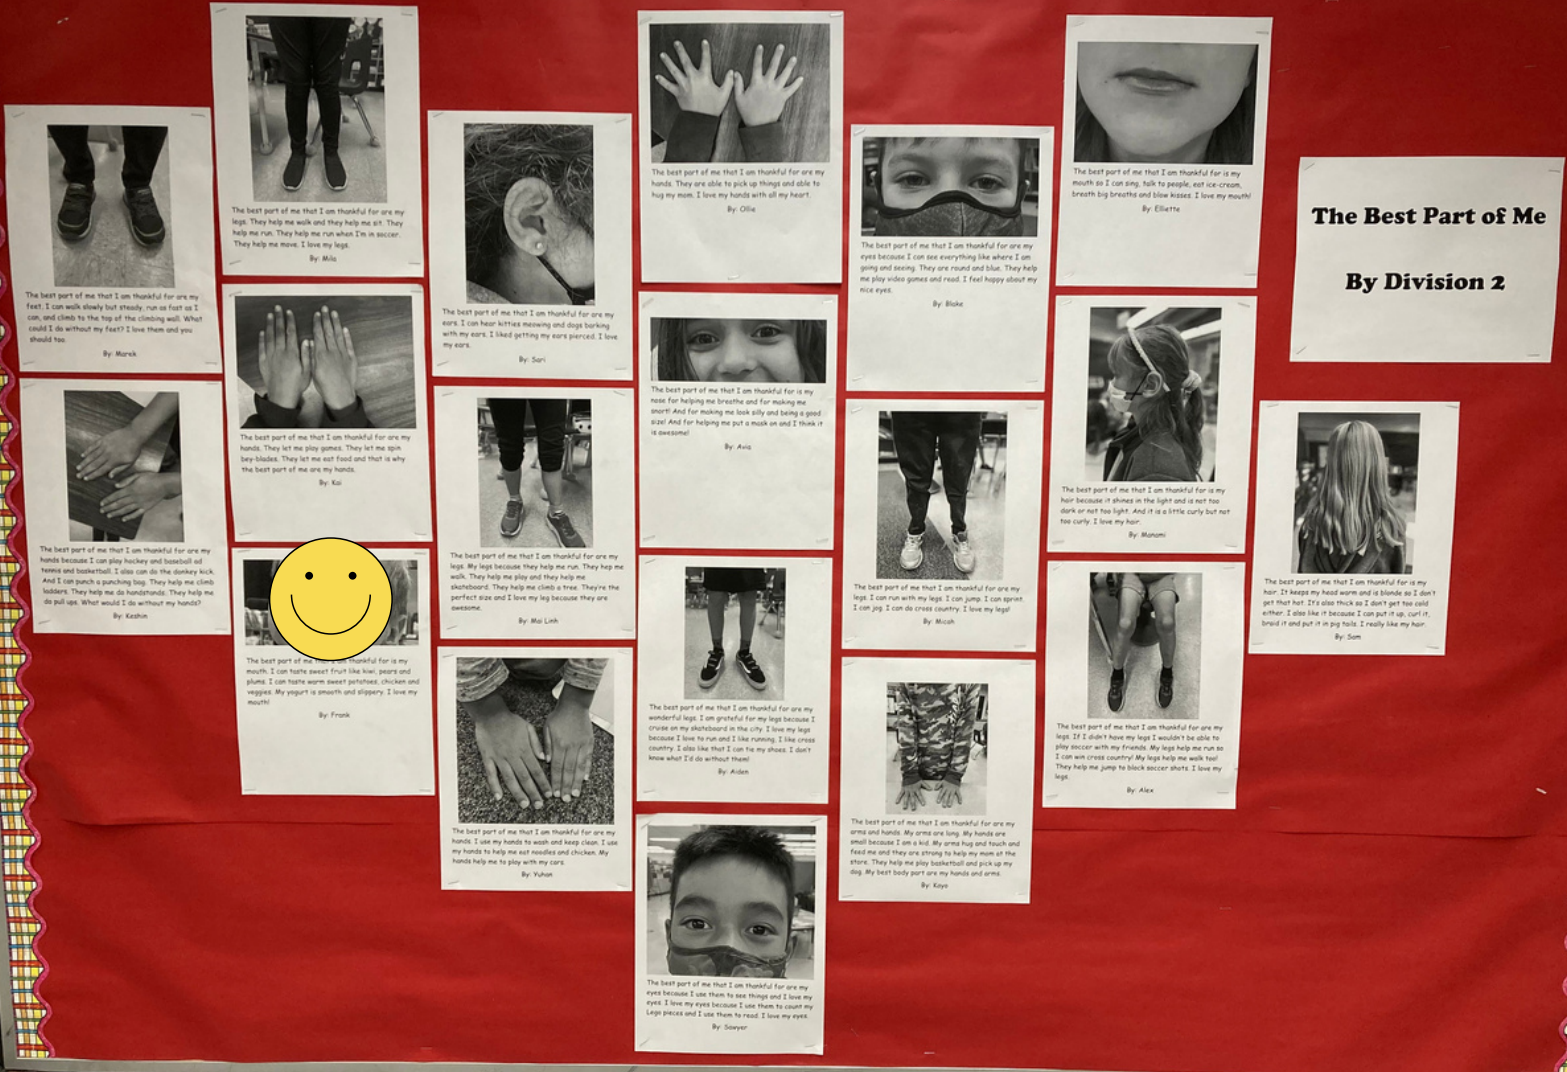 The best part of me that I am thankful for are my
feet. I can walk slowly but steady, run as fast as I
can, and climb to the top of the climbing wall. What
could I do without my feet? I love them and you
should too.
By: Marek
The best part of me that I am thankful for are my
hands because I can play hockey and baseball ad
tennis and basketball. I also can do the donkey kick.
And I can punch a punching bag. They help me climb
ladders. They help me do handstands. They help me
do pull ups. What would I do without my hands?
By: Keshin
The best part of me that I am thankful for are my
legs. They help me walk and they help me sit. They
help me run. They help me run when I'm in soccer.
They help me move. I love my legs.
By: Mila
The best part of me that I am thankful for are my
hands. They let me play games. They let me spin
bey-blades. They let me eat food and that is why
the best part of me are my hands.
By: Kai
The best part of me that I am thankful for is my
mouth. I can taste sweet fruit like kiwi, pears and
plums. I can taste warm sweet potatoes, chicken and
veggies. My yogurt is smooth and slippery. I love my
mouth!
By: Frank
The best part of me that I am thankful for are my
ears. I can hear kitties meowing and dogs barking
with my ears. I liked getting my ears pierced. I love
my ears.
By: Sari
The best part of me that I am thankful for are my
legs. My legs because they help me run. They hep me
walk. They help me play and they help me
skateboard. They help me climb a tree. They're the
perfect size and I love my leg because they are
awesome.
By: Mai Linh
The best part of me that I am thankful for are my
hands. I use my hands to wash and keep clean. I use
my hands to help me eat noodles and chicken. My
hands help me to play with my cars.
By: Yuhan
The best part of me that I am thankful for are my
hands. They are able to pick up things and able to
hug my mom. I love my hands with all my heart.
By: Ollie
The best part of me that I am thankful for is my
nose for helping me breathe and for making me
snort! And for making me look silly and being a good
size! And for helping me put a mask on and I think it
is awesome!
By: Avia
The best part of me that I am thankful for are my
wonderful legs. I am grateful for my legs because I
cruise on my skateboard in the city. I love my legs
because I love to run and I like running. I like cross
country. I also like that I can tie my shoes. I don't
know what I'd do without them!
By: Aiden
The best part of me that I am thankful for are my
eyes because I use them to see things and I love my
eyes. I love my eyes because I use them to count my
Lego pieces and I use them to read. I love my eyes.
By: Sawyer
The best part of me that I am thankful for are my
eyes because I can see everything like where I am
going and seeing. They are round and blue. They help
me play video games and read. I feel happy about my
nice eyes.
By: Blake
The best part of me that I am thankful for are my
legs. I can run with my legs. I can jump. I can sprint.
I can jog. I can do cross country. I love my legs!
By: Micah
The best part of me that I am thankful for are my
arms and hands. My arms are long. My hands are
small because I am a kid. My arms hug and touch and
feed me and they are strong to help my mom at the
store. They help me play basketball and pick up my
dog. My best body part are my hands and arms.
By: Kayo
The best part of me that I am thankful for is my
mouth so I can sing, talk to people, eat ice-cream,
breath big breaths and blow kisses. I love my mouth!
By: Elliette
The best part of me that I am thankful for is my
hair because it shines in the light and is not too
dark or not too light. And it is a little curly but not
too curly. I love my hair.
By: Manami
The best part of me that I am thankful for are my
legs. If I didn't have my legs I wouldn't be able to
play soccer with my friends. My legs help me run so
I can win cross country! My legs help me walk too!
They help me jump to block soccer shots. I love my
legs.
By: Alex
The Best Part of Me
By Division 2
The best part of me that I am thankful for is my
hair. It keeps my head warm and is blonde so I don't
get that hot. It's also thick so I don't get too cold
either. I also like it because I can put it up, curl it,
braid it and put it in pig tails. I really like my hair.
By: Sam